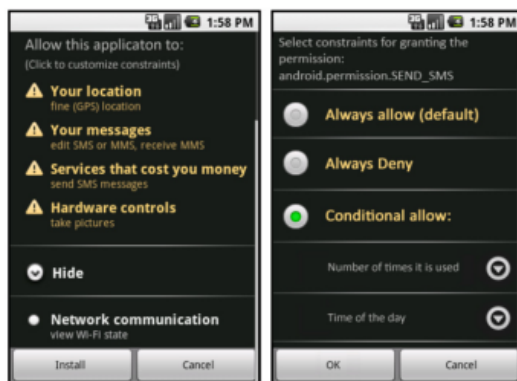 1:58 PM
Allow this applicaton to:
(Click to customize constraints)
Your location
fine (GPS) location
Your messages
edit SMS or MMS, receive MMS
Services that cost you money
send SMS messages
Hardware controls
take pictures
Hide
Network communication
view Wi-Fi state
Install
Cancel
1:58 PM
Select constraints for granting the
permission:
android.permission.SEND_SMS
Always allow (default)
Always Deny
Conditional allow:
Number of times it is used
Time of the day
OK
Cancel